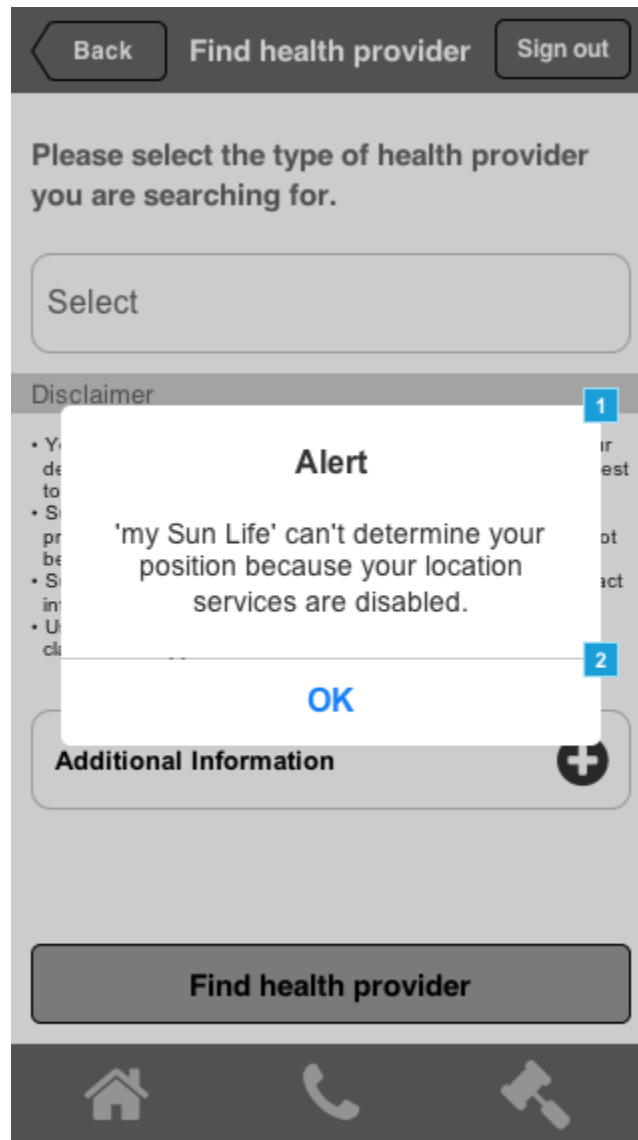 Back
Find health provider
Sign out
Please select the type of health provider
you are searching for.
Select
Disclaimer
1
Alert
'my Sun Life' can't determine your
position because your location
services are disabled.
2
OK
Additional Information
Find health provider